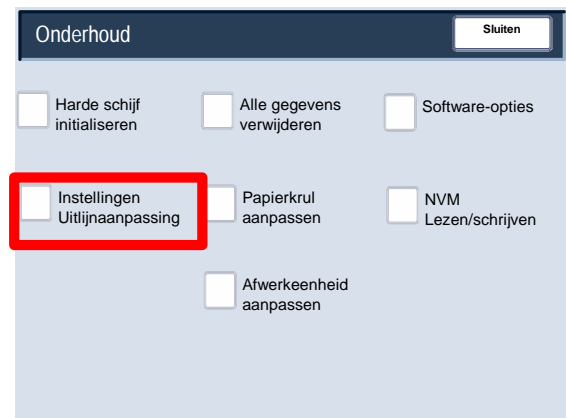 Onderhoud
Sluiten
Harde schijf
initialiseren
Alle gegevens
verwijderen
Software-opties
Instellingen
Uitlijnaanpassing
Papierkrul
aanpassen
NVM
Lezen/schrijven
Afwerkeenheid
aanpassen